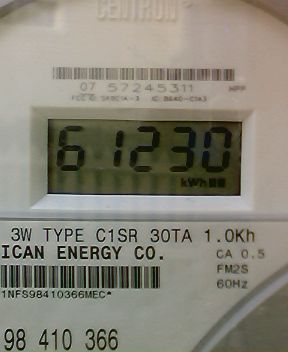 CENTRON
07 57245311
61230
kWh
3W TYPE C1SR 30TA 1.0Kh
ICAN ENERGY CO.
CA 0.5
FM2S
60Hz
1NFS98410366MEC*
98 410 366